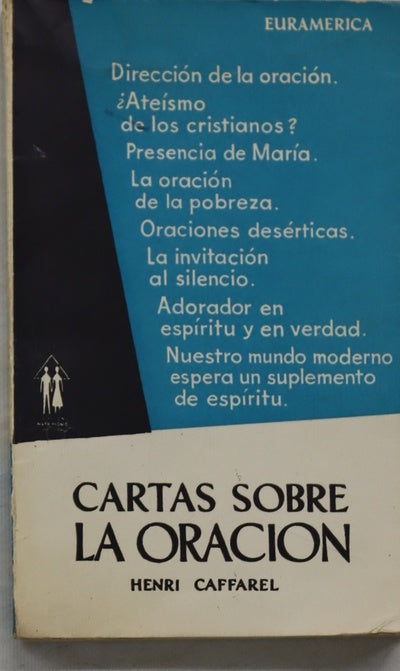 EURAMERICA
Dirección de la oración.
¿Ateísmo
de los cristianos?
Presencia de María.
La oración
de la pobreza.
Oraciones desérticas.
La invitación
al silencio.
Adorador en
espíritu y en verdad.
Nuestro mundo moderno
espera un suplemento
de espíritu.
CARTAS SOBRE
LA ORACION
HENRI CAFFAREL